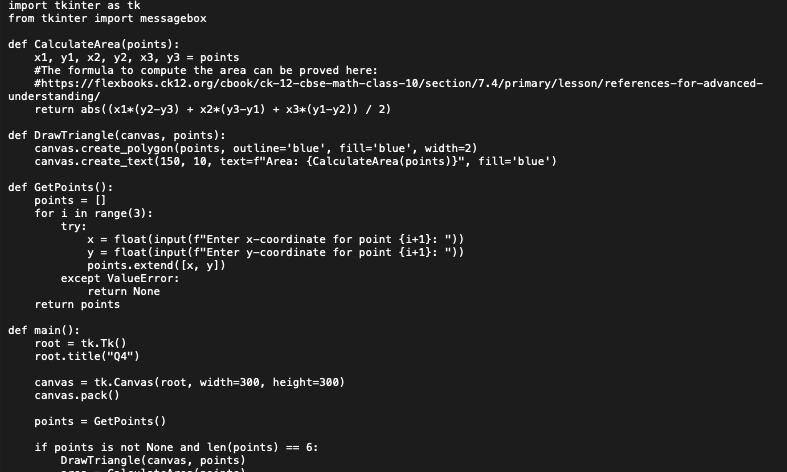 import tkinter as tk
from tkinter import messagebox

def CalculateArea(points):
    x1, y1, x2, y2, x3, y3 = points
    #The formula to compute the area can be proved here:
    #https://flexbooks.ck12.org/cbook/ck-12-cbse-math-class-10/section/7.4/primary/lesson/references-for-advanced-
understanding/
    return abs((x1*(y2-y3) + x2*(y3-y1) + x3*(y1-y2)) / 2)

def DrawTriangle(canvas, points):
    canvas.create_polygon(points, outline='blue', fill='blue', width=2)
    canvas.create_text(150, 10, text=f"Area: {CalculateArea(points)}", fill='blue')

def GetPoints():
    points = []
    for i in range(3):
        try:
            x = float(input(f"Enter x-coordinate for point {i+1}: "))
            y = float(input(f"Enter y-coordinate for point {i+1}: "))
            points.extend([x, y])
        except ValueError:
            return None
    return points

def main():
    root = tk.Tk()
    root.title("Q4")

    canvas = tk.Canvas(root, width=300, height=300)
    canvas.pack()

    points = GetPoints()

    if points is not None and len(points) == 6:
        DrawTriangle(canvas, points)
        area = CalculateArea(points)